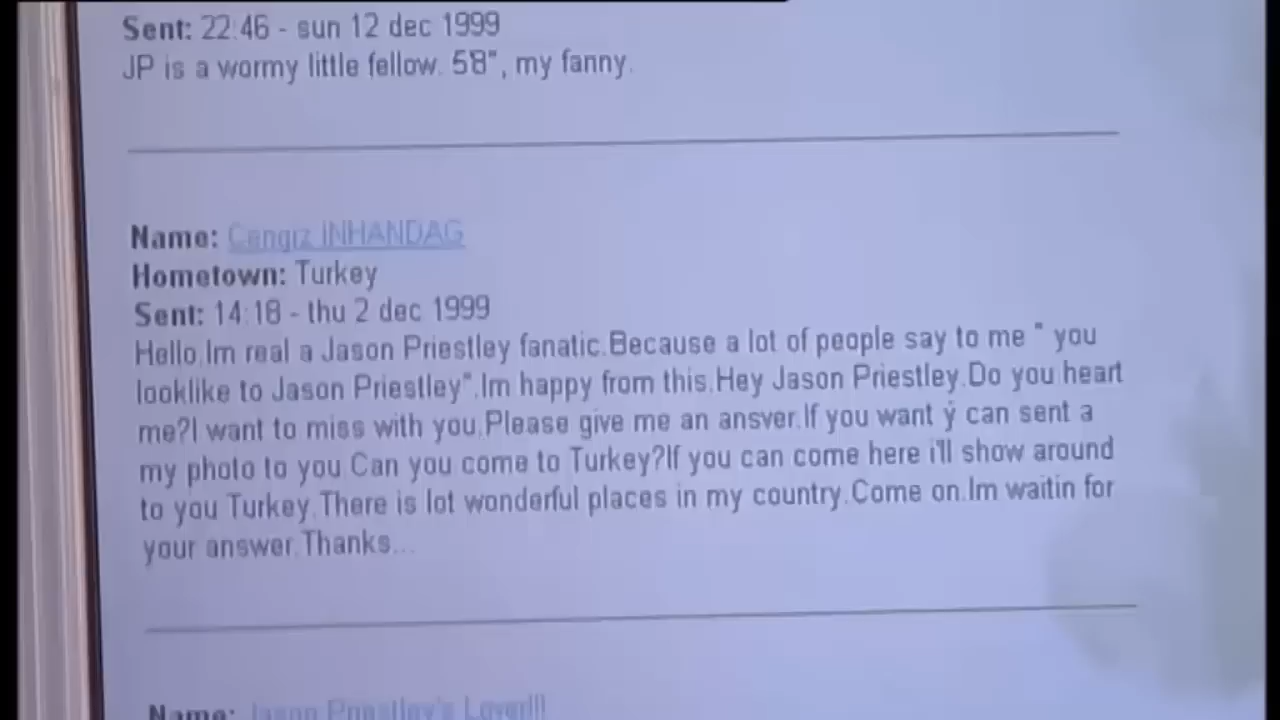 Sent: 22:46 - sun 12 dec 1999
JP is a wormy little fellow. 5'8", my fanny.
Name: Cengiz INHANDAG
Hometown: Turkey
Sent: 14:18 - thu 2 dec 1999
Hello,Im real a Jason Priestley fanatic.Because a lot of people say to me " you
looklike to Jason Priestley".Im happy from this.Hey Jason Priestley.Do you heart
me?I want to miss with you.Please give me an ansver.If you want ý can sent a
my photo to you.Can you come to Turkey?If you can come here i'll show around
to you Turkey.There is lot wonderful places in my country.Come on.Im waitin for
your answer.Thanks...
Name: Jason Priestley's Lover!!!